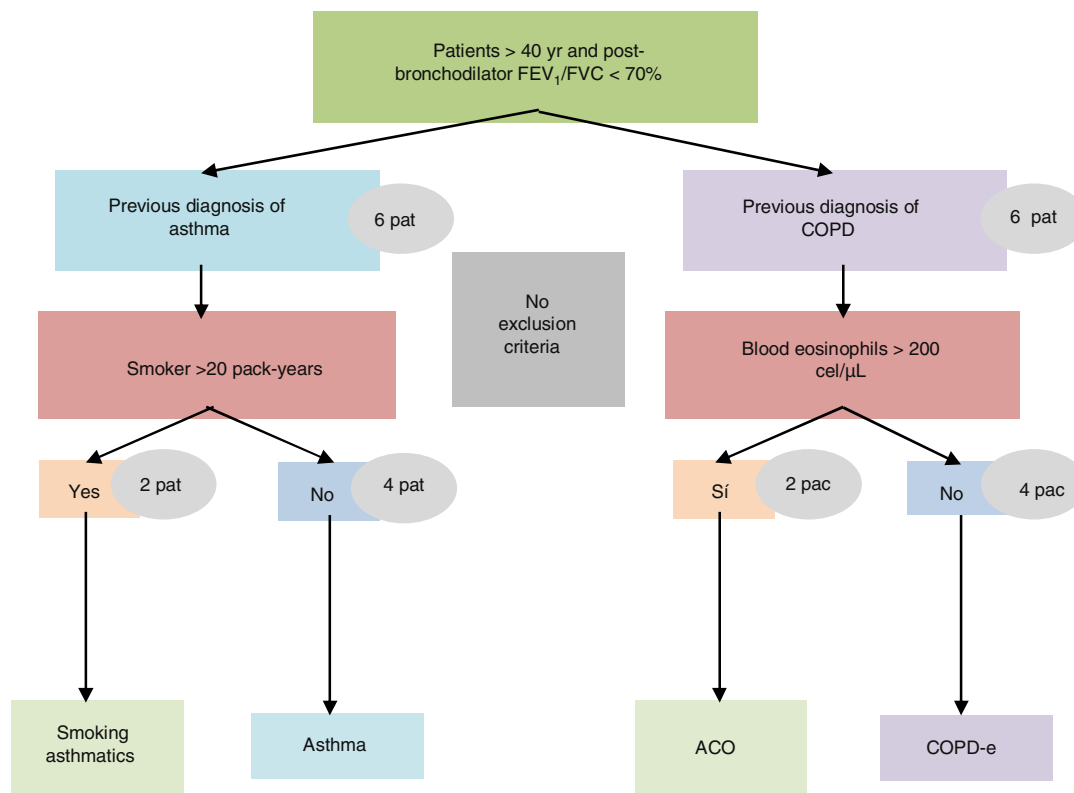 Patients > 40 yr and post-
bronchodilator FEV₁/FVC < 70%
Previous diagnosis of
asthma
6 pat
Previous diagnosis of
COPD
6 pat
No
exclusion
criteria
Smoker >20 pack-years
Blood eosinophils > 200
cel/μL
Yes
2 pat
No
4 pat
Sí
2 pac
No
4 pac
Smoking
asthmatics
Asthma
ACO
COPD-e